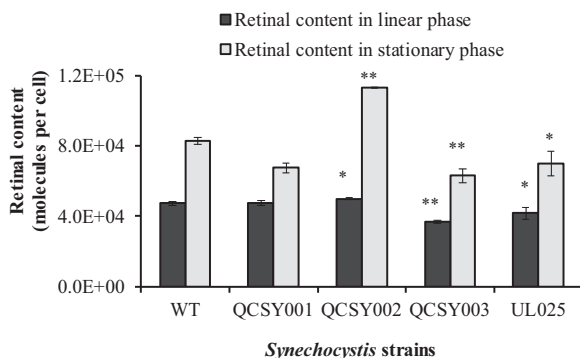 Retinal content in linear phase
Retinal content in stationary phase
Retinal content
(molecules per cell)
1.2E+05
8.0E+04
4.0E+04
0.0E+00
**
*
**
**
*
*
WT QCSY001 QCSY002 QCSY003 UL025
Synechocystis strains